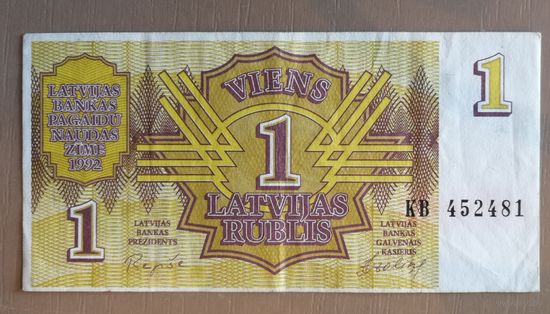 LATVIJAS
BANKAS
PAGAIDU
NAUDAS
ZĪME
1992
VIENS
1
1
LATVIJAS
RUBLIS
1
KB 452481
LATVIJAS
BANKAS
PREZIDENTS
LATVIJAS
BANKAS
GALVENAIS
KASIERIS
Repše